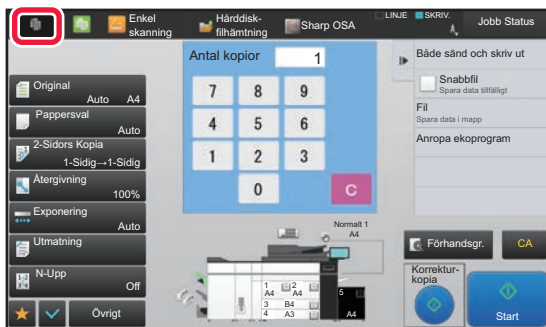 Enkel
skanning
Hårddisk-
filhämtning
Sharp OSA
LINJE
SKRIV.
Jobb Status
Original
Auto A4
Pappersval
Auto
2-Sidors Kopia
1-Sidig→1-Sidig
Återgivning
100%
Exponering
Auto
Utmatning
N-Upp
Off
Övrigt
Antal kopior 1
7 8 9
4 5 6
1 2 3
0 C
Normalt 1
A4
1 2
A4 A4
3 B4
4 A3
5
A4
Både sänd och skriv ut
Snabbfil
Spara data tillfälligt
Fil
Spara data i mapp
Anropa ekoprogram
Förhandsgr.
CA
Korrektur-
kopia
Start